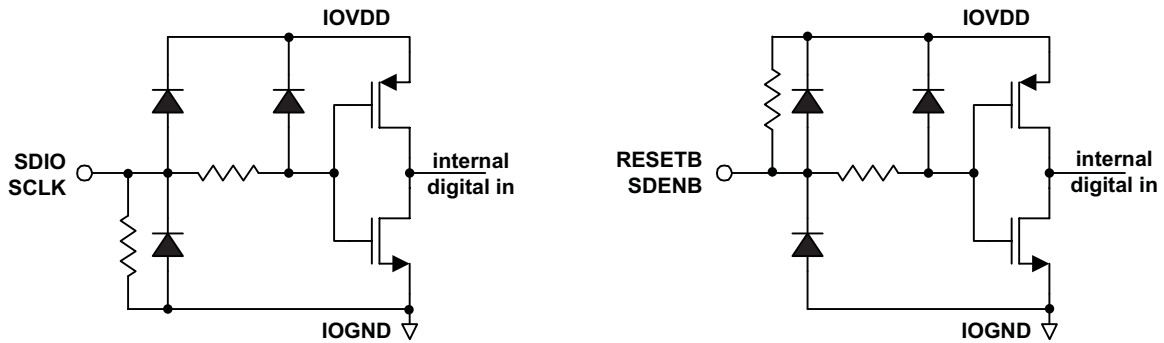 IOVDD
SDIO
SCLK
internal
digital in
IOGND
IOVDD
RESETB
SDENB
internal
digital in
IOGND